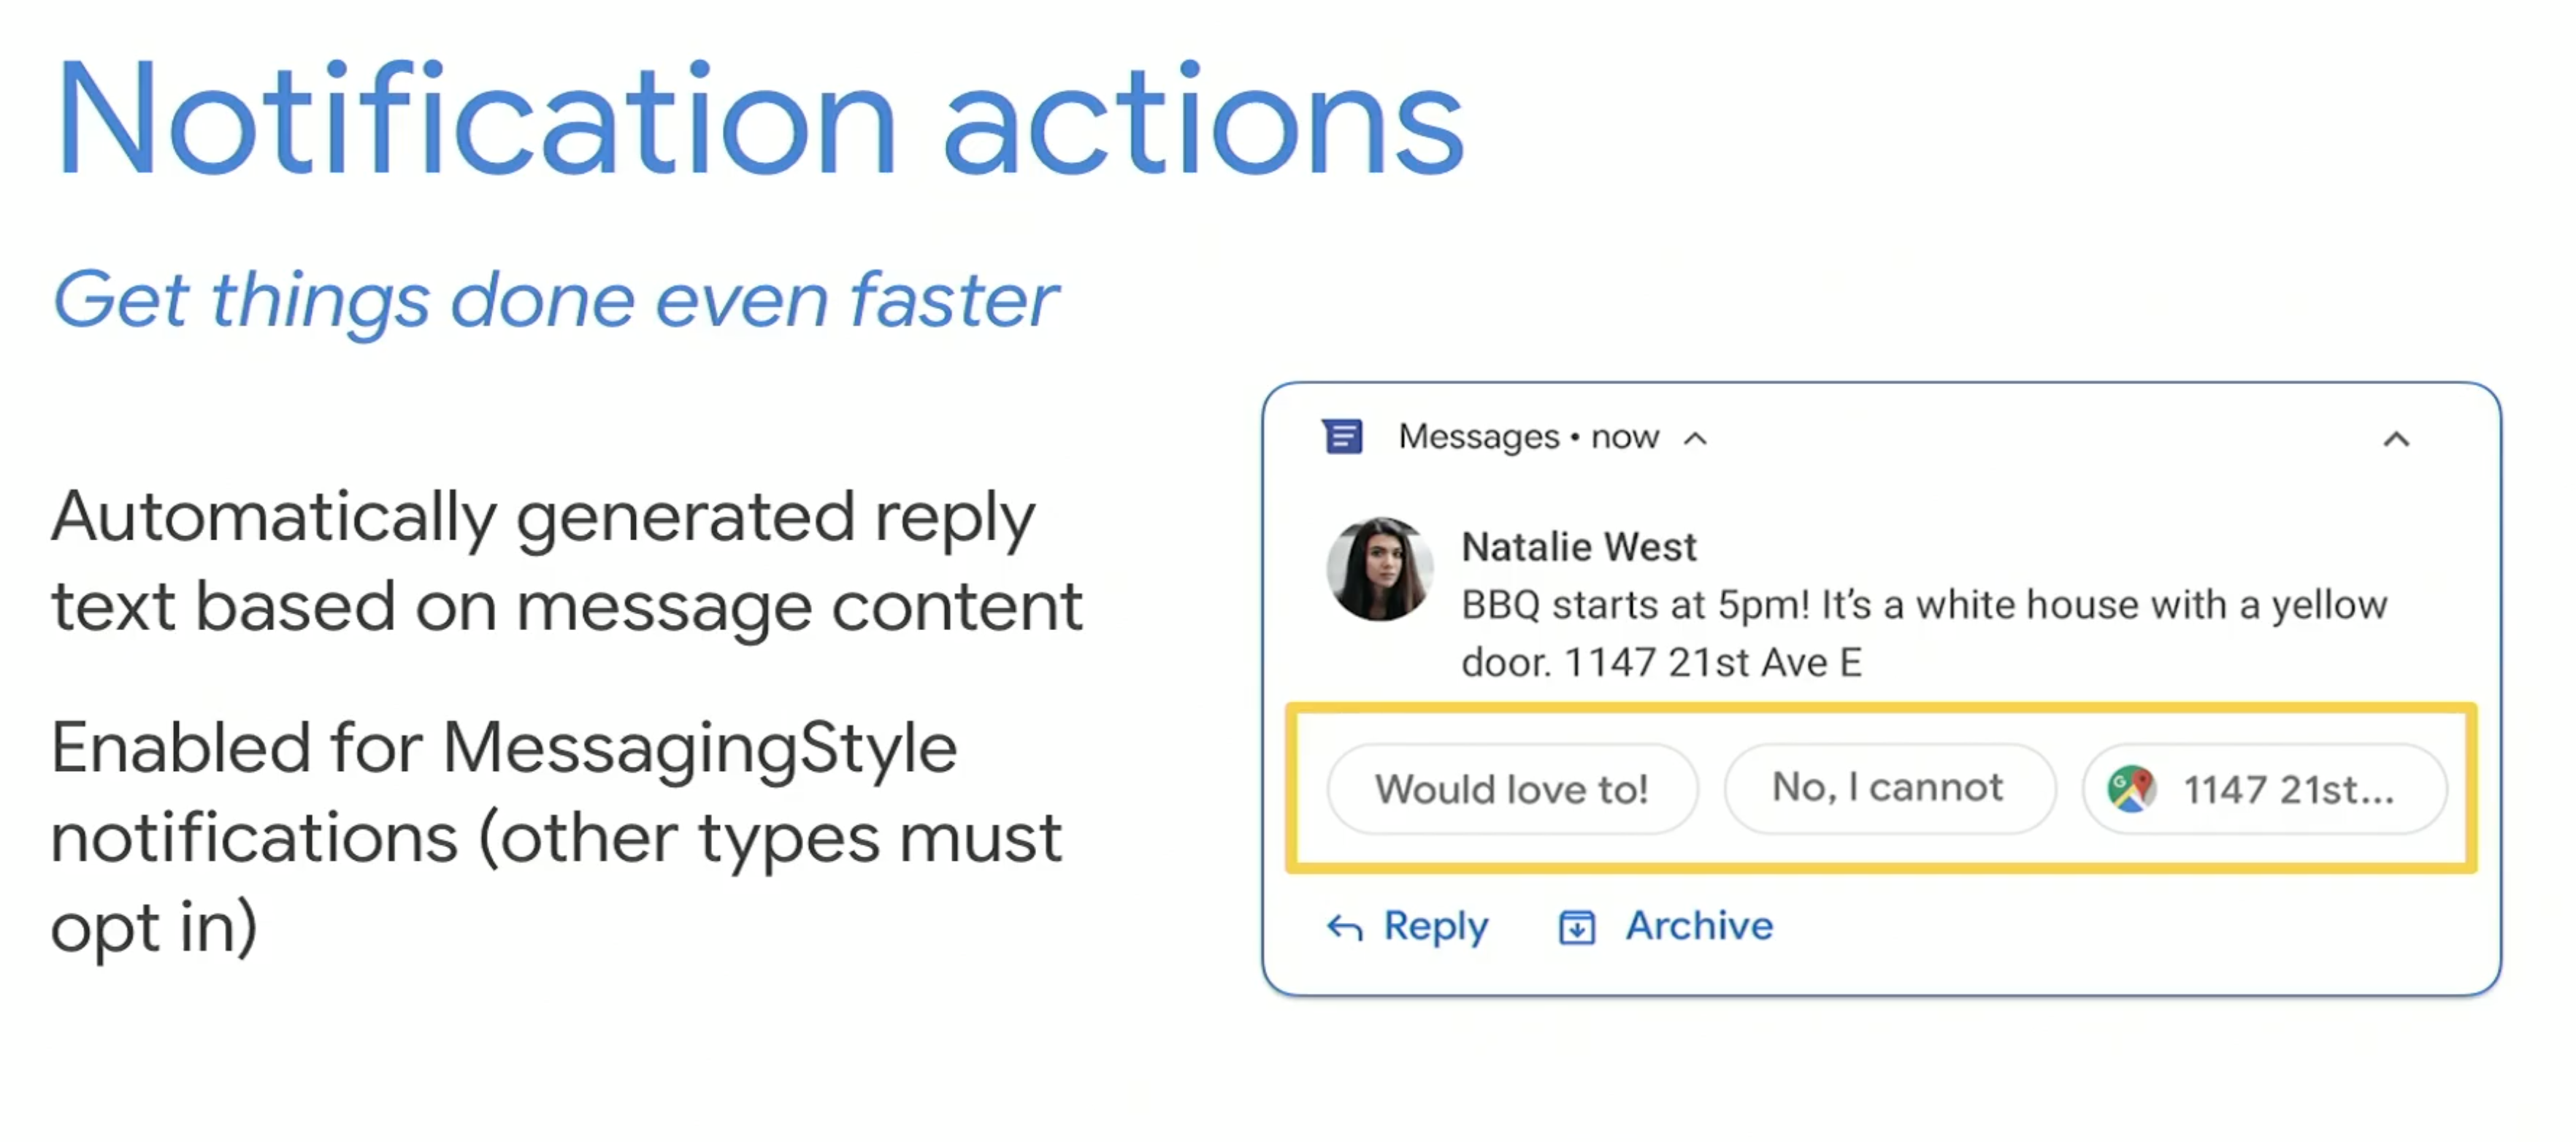 Notification actions
Get things done even faster
Automatically generated reply
text based on message content
Enabled for MessagingStyle
notifications (other types must
opt in)
Messages • now
Natalie West
BBQ starts at 5pm! It's a white house with a yellow
door. 1147 21st Ave E
Would love to! No, I cannot G 1147 21st...
Reply Archive